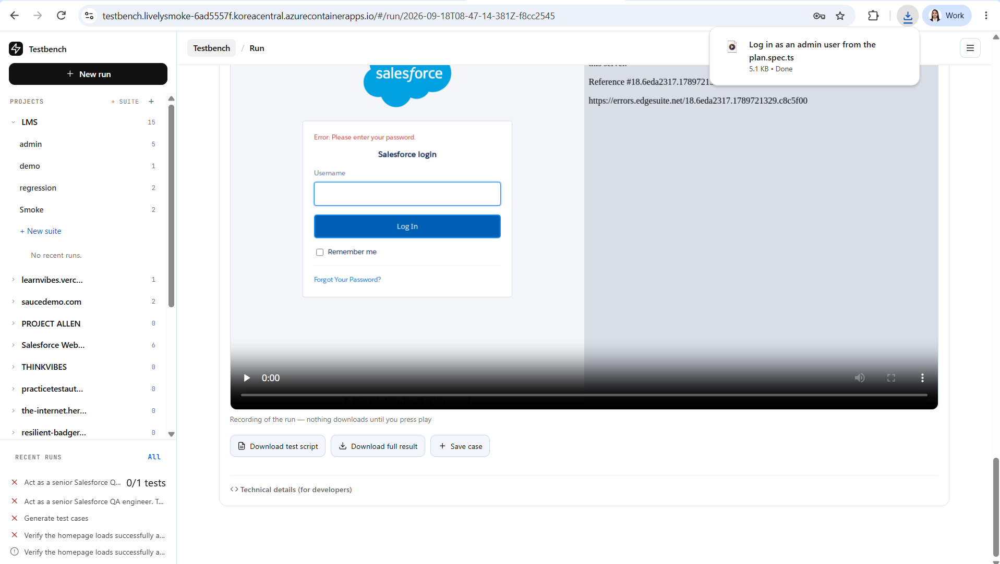 testbench.livelysmoke-6ad5557f.koreacentral.azurecontainerapps.io/#/run/2026-09-18T08-47-14-381Z-f8cc2545
Work
Log in as an admin user from the
plan.spec.ts
5.1 KB • Done
Testbench
+ New run
PROJECTS
+ SUITE +
LMS 15
admin 5
demo 1
regression 2
Smoke 2
+ New suite
No recent runs.
learnvibes.verc... 1
saucedemo.com 2
PROJECT ALLEN 0
Salesforce Web... 6
THINKVIBES 0
practicetestaut... 0
the-internet.her... 0
resilient-badger... 0
RECENT RUNS All
Act as a senior Salesforce Q... 0/1 tests
Act as a senior Salesforce QA engineer. T...
Generate test cases
Verify the homepage loads successfully a...
Verify the homepage loads successfully a...
Testbench / Run
salesforce
Error: Please enter your password.
Salesforce login
Username
Log In
Remember me
Forgot Your Password?
this server.
Reference #18.6eda2317.17897213
https://errors.edgesuite.net/18.6eda2317.1789721329.c8c5f00
0:00
Recording of the run — nothing downloads until you press play
Download test script
Download full result
+ Save case
<> Technical details (for developers)